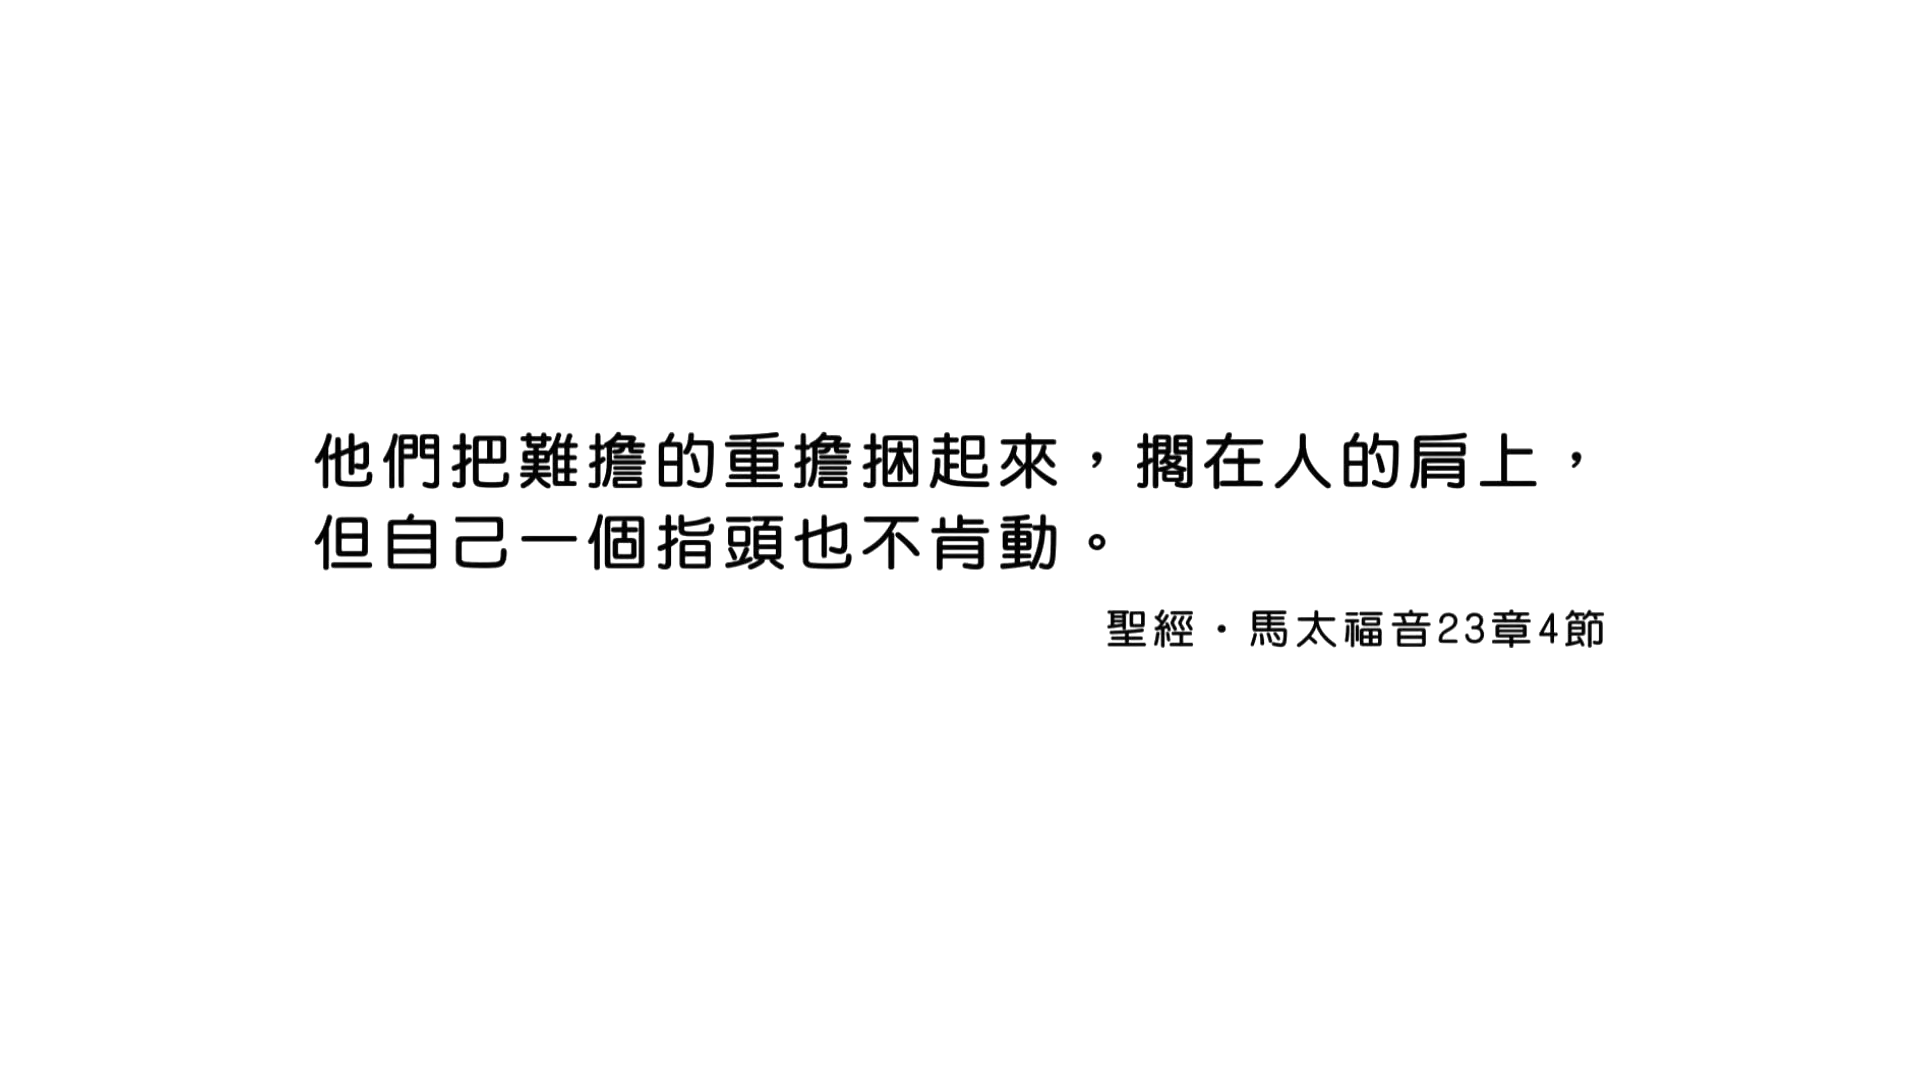 他們把難擔的重擔捆起來，擱在人的肩上，
但自己一個指頭也不肯動。
聖經・馬太福音23章4節